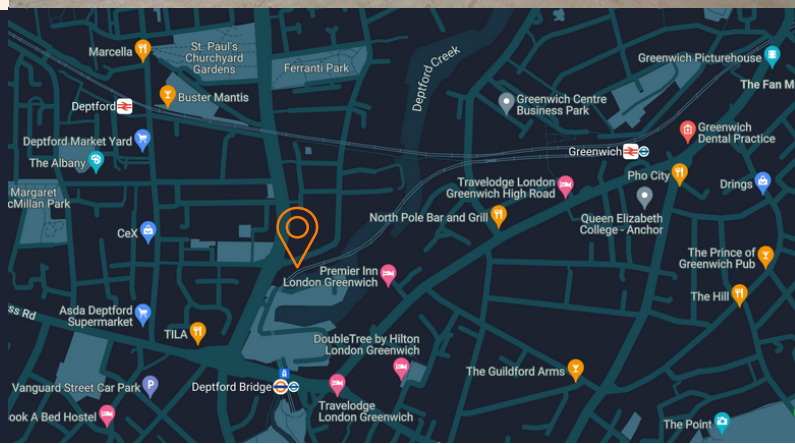 Marcella
St. Paul's
Churchyard
Gardens
Ferranti Park
Deptford Creek
Greenwich Picturehouse
The Fan M
Deptford
Buster Mantis
Greenwich Centre
Business Park
Deptford Market Yard
The Albany
Greenwich
Greenwich
Dental Practice
Margaret
cMillan Park
Travelodge London
Greenwich High Road
Pho City
Drings
CeX
North Pole Bar and Grill
Queen Elizabeth
College - Anchor
Premier Inn
London Greenwich
The Prince of
Greenwich Pub
The Hill
ss Rd
Asda Deptford
Supermarket
TILA
DoubleTree by Hilton
London Greenwich
The Guildford Arms
Vanguard Street Car Park
P
Deptford Bridge
ook A Bed Hostel
Travelodge
London Greenwich
The Point